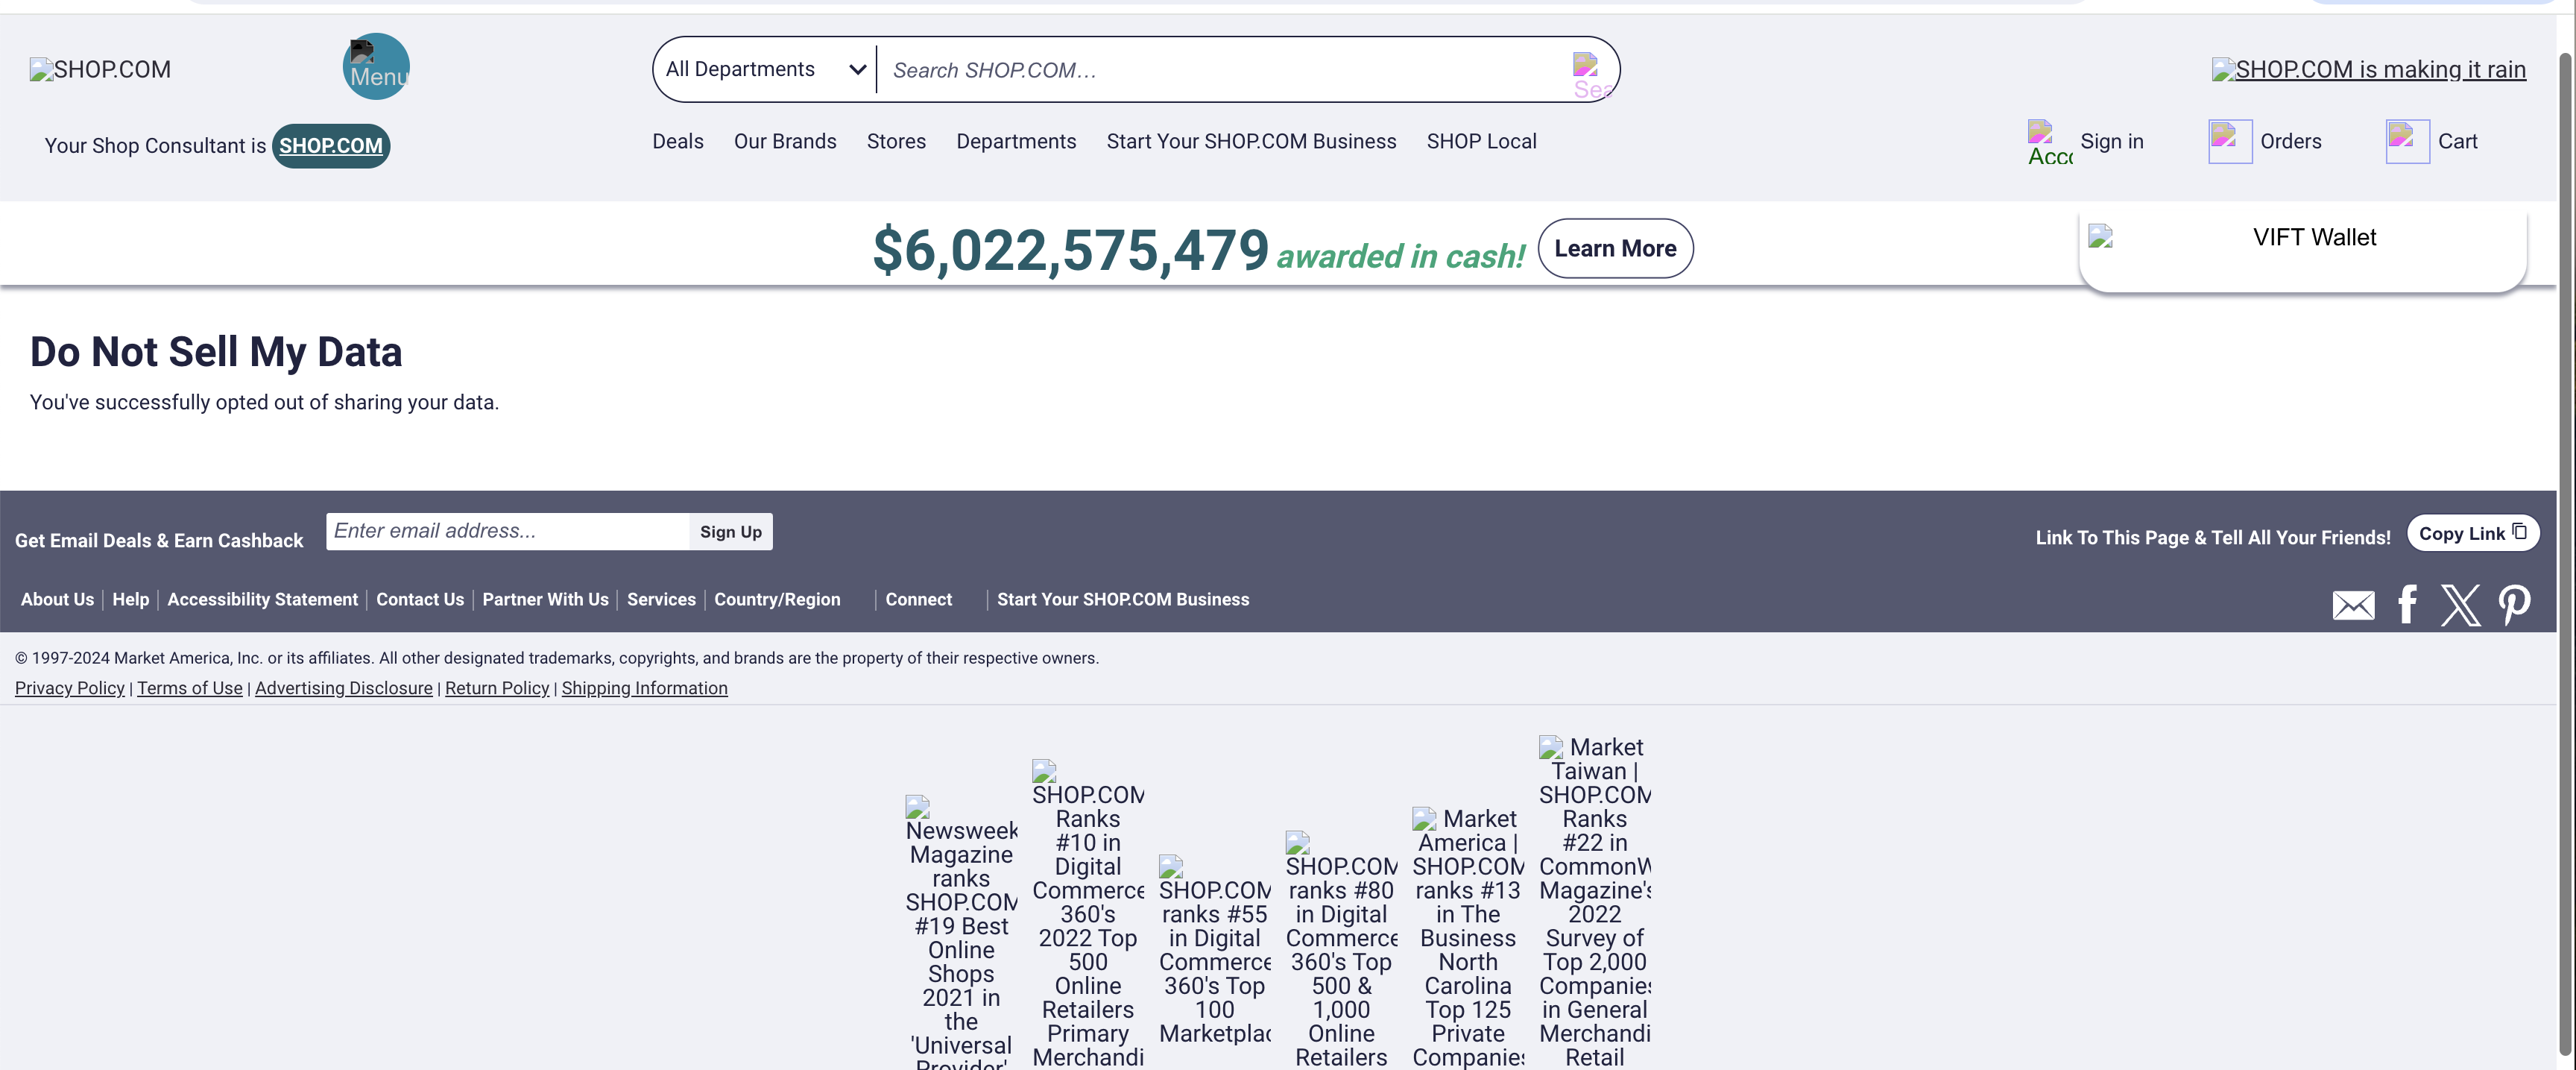 SHOP.COM
Menu
All Departments
Search SHOP.COM...
Sea
SHOP.COM is making it rain
Your Shop Consultant is SHOP.COM
Deals Our Brands Stores Departments Start Your SHOP.COM Business SHOP Local
Acco Sign in Orders Cart
$6,022,575,479 awarded in cash! Learn More
VIFT Wallet
Do Not Sell My Data
You've successfully opted out of sharing your data.
Get Email Deals & Earn Cashback
Enter email address... Sign Up
Link To This Page & Tell All Your Friends! Copy Link
About Us Help Accessibility Statement Contact Us Partner With Us Services Country/Region Connect Start Your SHOP.COM Business
© 1997-2024 Market America, Inc. or its affiliates. All other designated trademarks, copyrights, and brands are the property of their respective owners.
Privacy Policy | Terms of Use | Advertising Disclosure | Return Policy | Shipping Information
Newsweek
Magazine
ranks
SHOP.COM
#19 Best
Online
Shops
2021 in
the
'Universal
Provider'
SHOP.COM
Ranks
#10 in
Digital
Commerce
360's
2022 Top
500
Online
Retailers
Primary
Merchandi
SHOP.COM
ranks #55
in Digital
Commerce
360's Top
100
Marketplac
SHOP.COM
ranks #80
in Digital
Commerce
360's Top
500 &
1,000
Online
Retailers
Market
America |
SHOP.COM
ranks #13
in The
Business
North
Carolina
Top 125
Private
Companies
Market
Taiwan |
SHOP.COM
Ranks
#22 in
CommonW
Magazine's
2022
Survey of
Top 2,000
Companies
in General
Merchandi
Retail